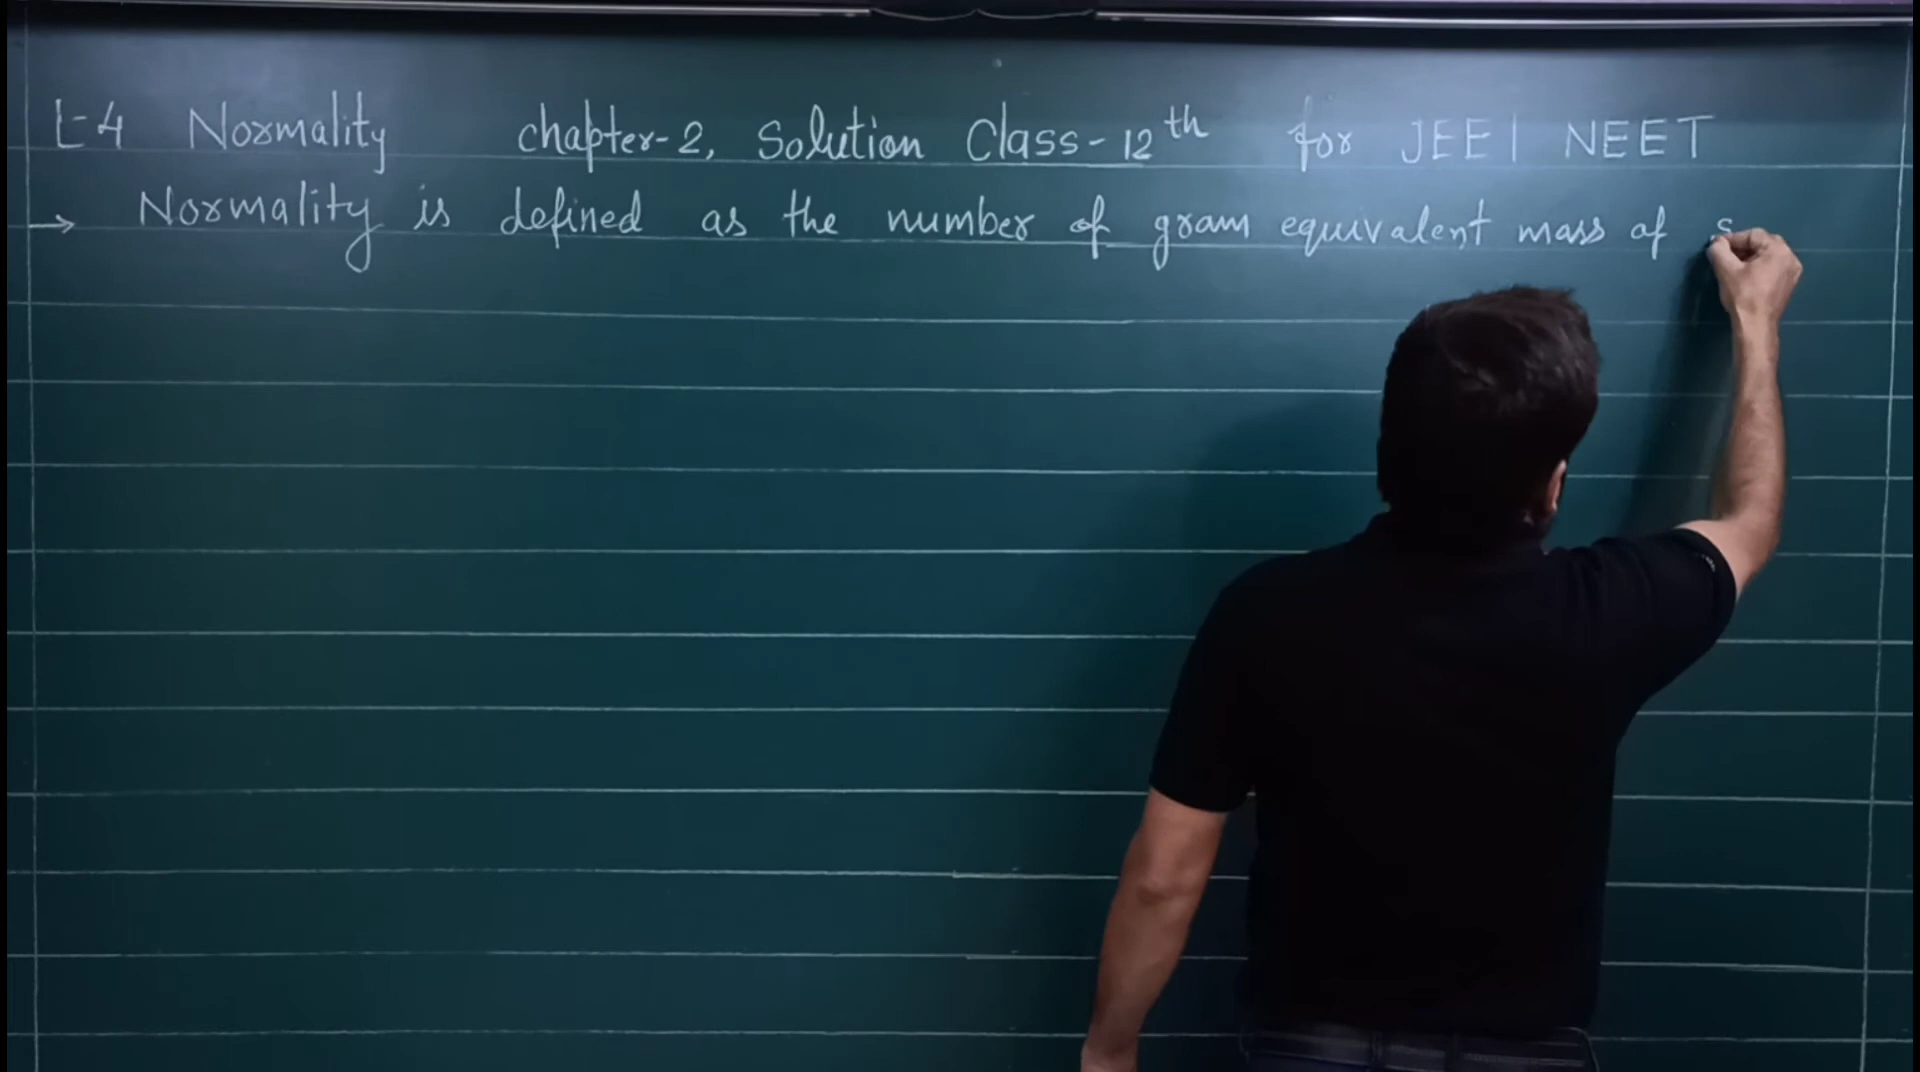 L-4 Normality chapter-2, Solution Class-12th for JEE| NEET
→ Normality is defined as the number of gram equivalent mass of s